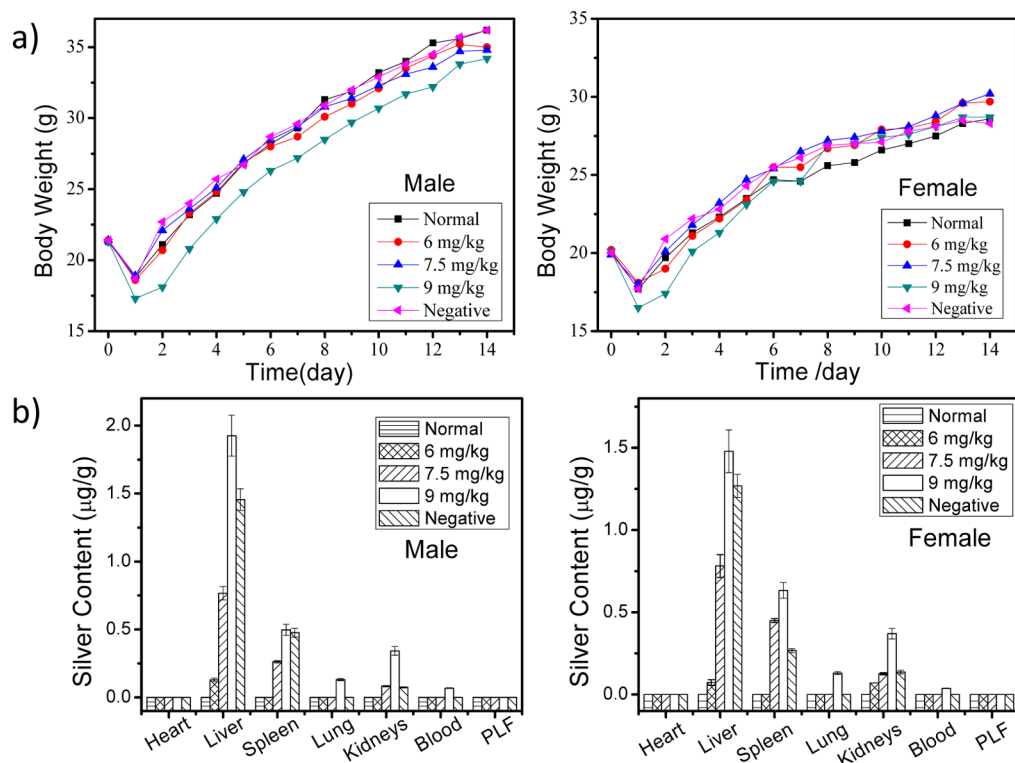 a)
Body Weight (g)
35
30
25
20
15
Male
Normal
6 mg/kg
7.5 mg/kg
9 mg/kg
Negative
0 2 4 6 8 10 12 14
Time(day)
Body Weight (g)
35
30
25
20
15
Female
Normal
6 mg/kg
7.5 mg/kg
9 mg/kg
Negative
0 2 4 6 8 10 12 14
Time /day
b)
Silver Content (μg/g)
2.0
1.5
1.0
0.5
0.0
Normal
6 mg/kg
7.5 mg/kg
9 mg/kg
Negative
Male
Heart Liver Spleen Lung Kidneys Blood PLF
Silver Content (μg/g)
1.5
1.0
0.5
0.0
Normal
6 mg/kg
7.5 mg/kg
9 mg/kg
Negative
Female
Heart Liver Spleen Lung Kidneys Blood PLF